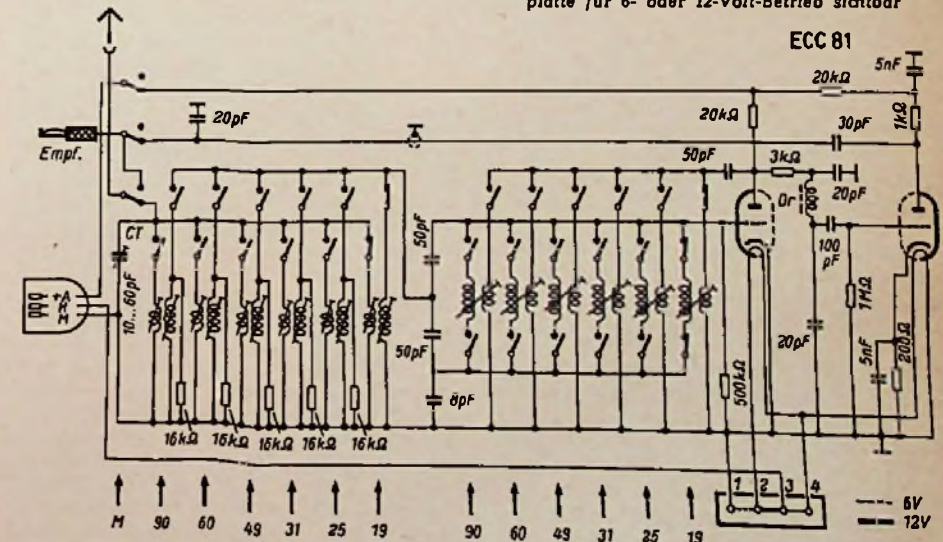 platte für 6- oder 12-Volt-Betrieb sichtbar
ECC 81
5nF
20kΩ
20kΩ
1kΩ
30pF
20pF
Empf.
50pF
3kΩ
20pF
Dr
CT
50pF
100 pF
+A
H
M
10...60pF
1MΩ
50pF
20pF
5nF
200Ω
500kΩ
8pF
16kΩ
16kΩ
16kΩ
16kΩ
16kΩ
1 2 3 4
M 90 60 49 31 25 19
90 60 49 31 25 19
6V
12V